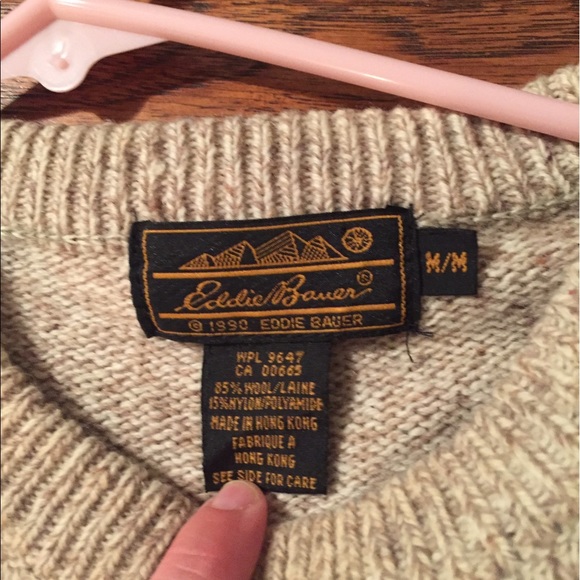 Eddie Bauer
© 1990 EDDIE BAUER
M/M
WPL 9647
CA 00665
85% WOOL/LAINE
15%NYLON/POLYAMIDE
MADE IN HONG KONG
FABRIQUE A
HONG KONG
SEE SIDE FOR CARE